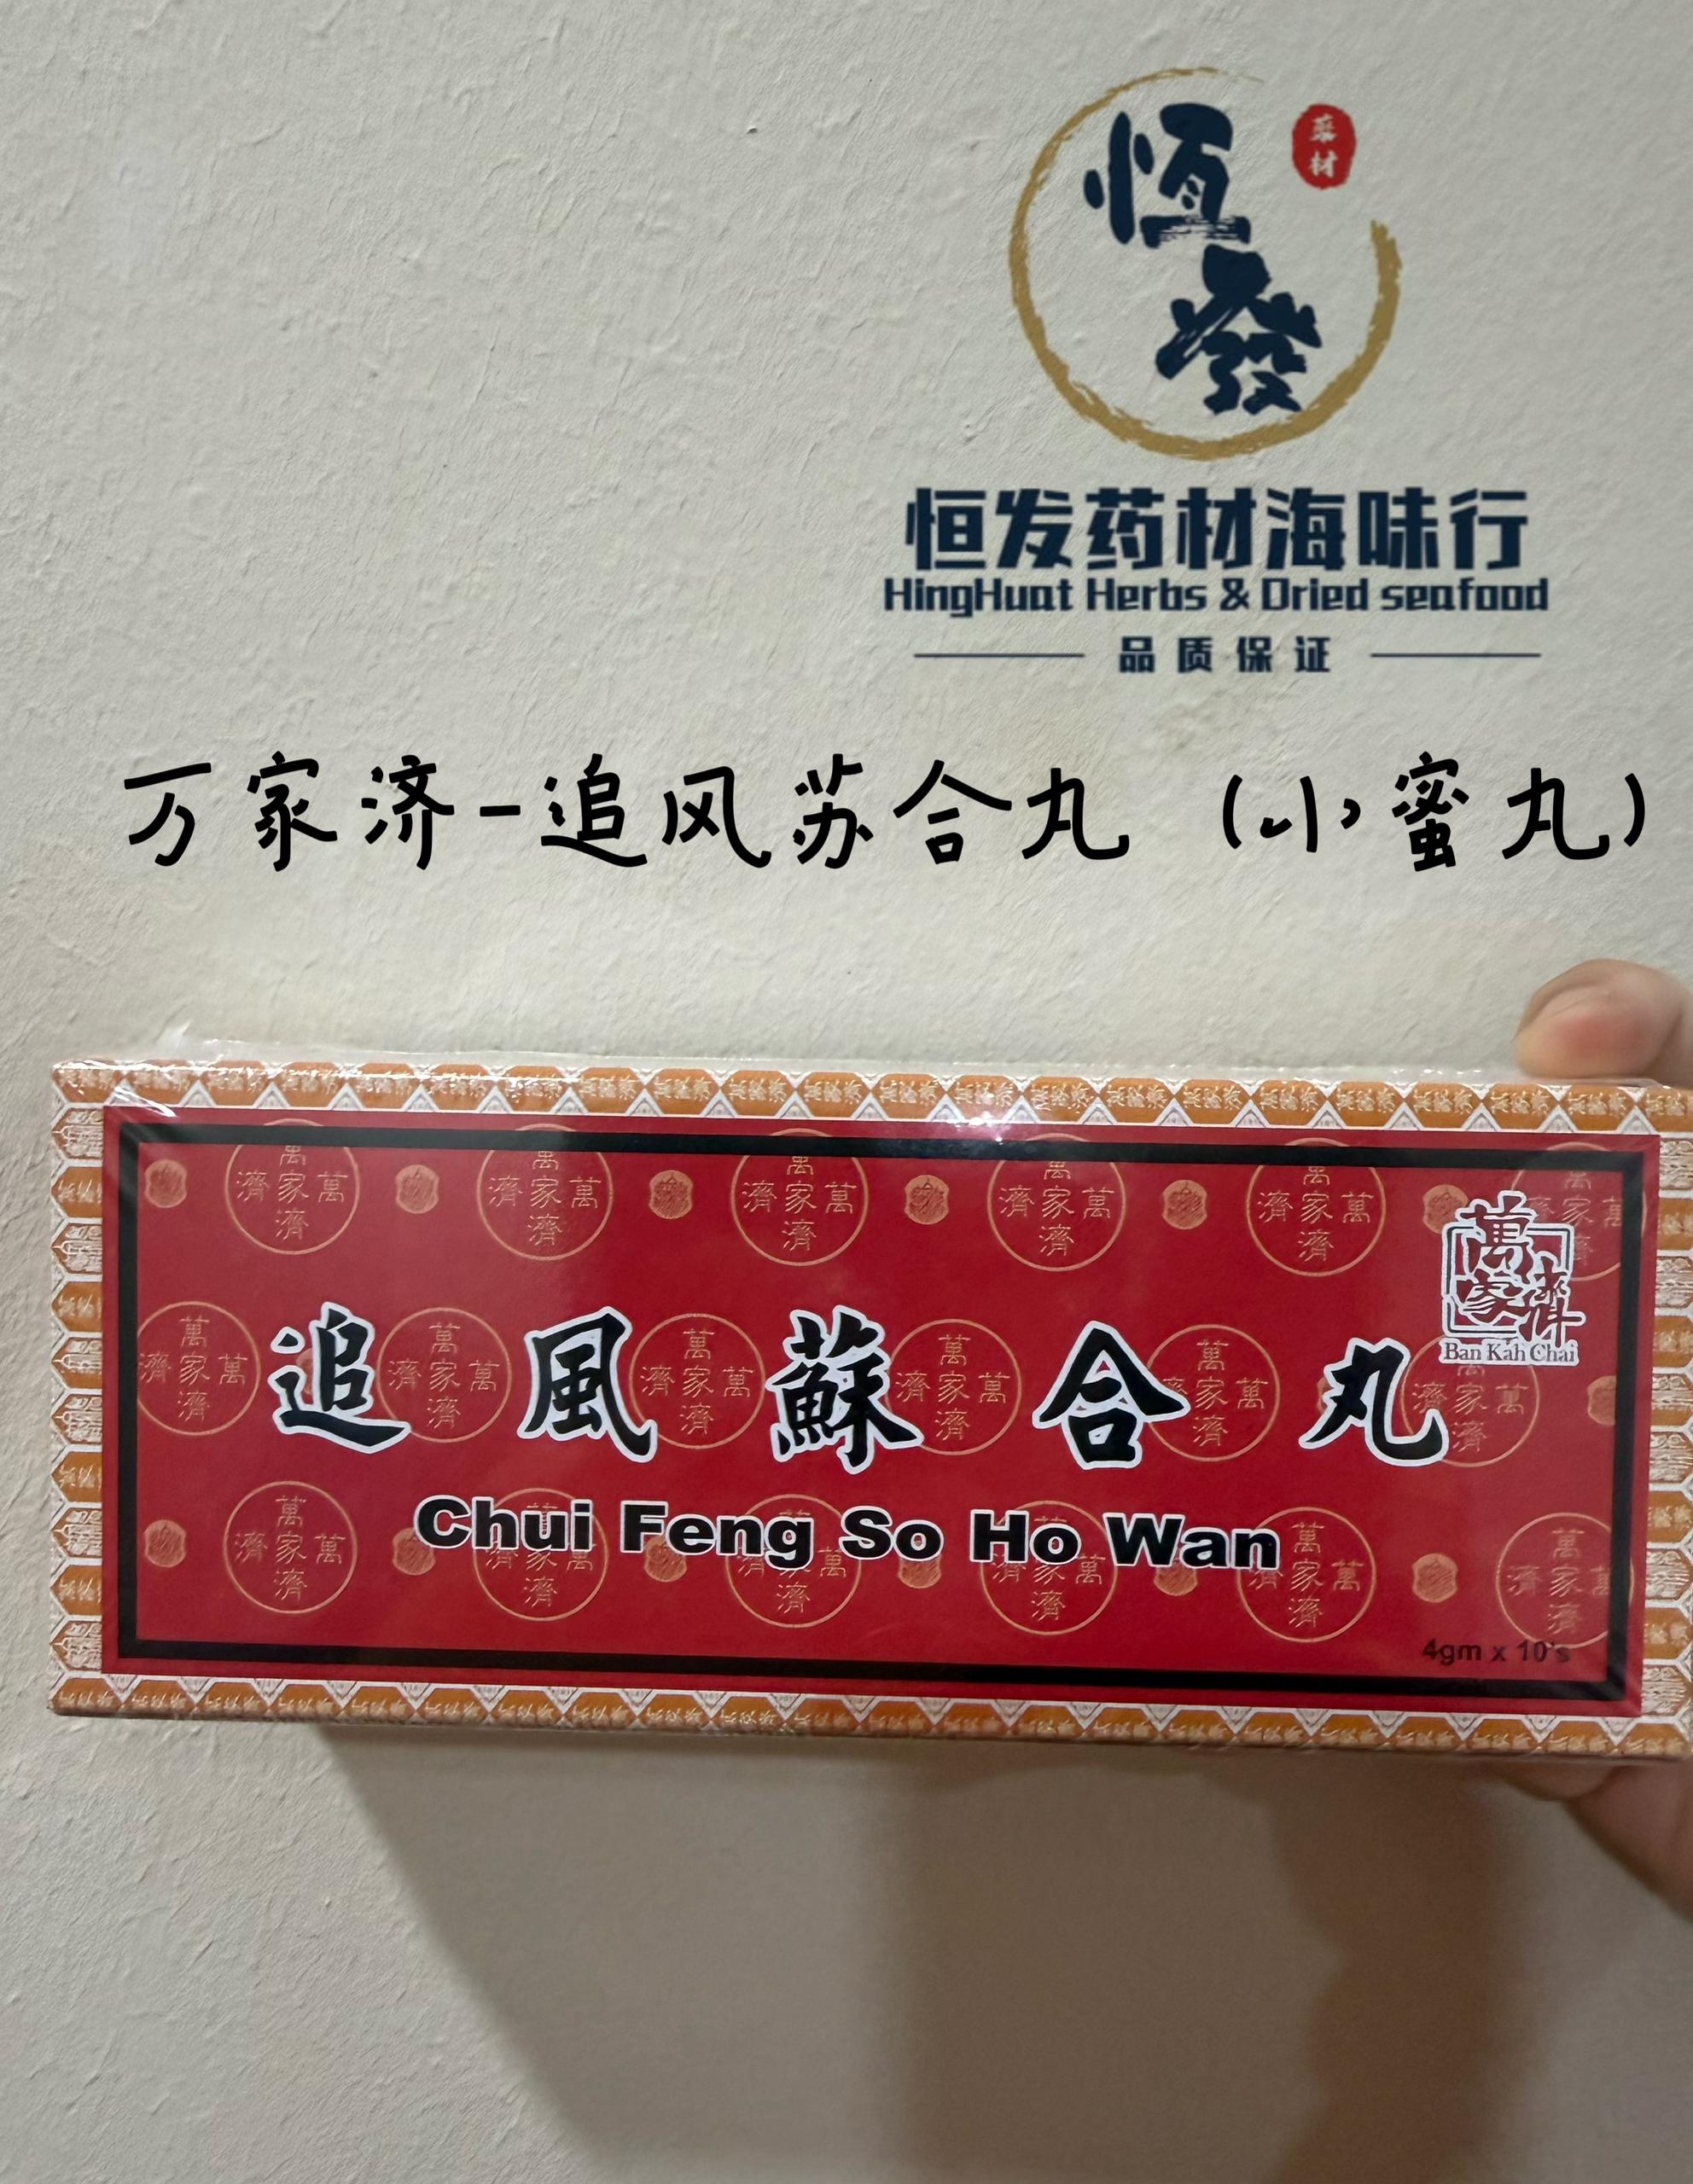 恆發
药材
恒发药材海味行
HingHuat Herbs & Dried seafood
品质保证
万家济-追风苏合丸（小蜜丸）
萬家濟
Ban Kah Chai
追風蘇合丸
Chui Feng So Ho Wan
4gm x 10's